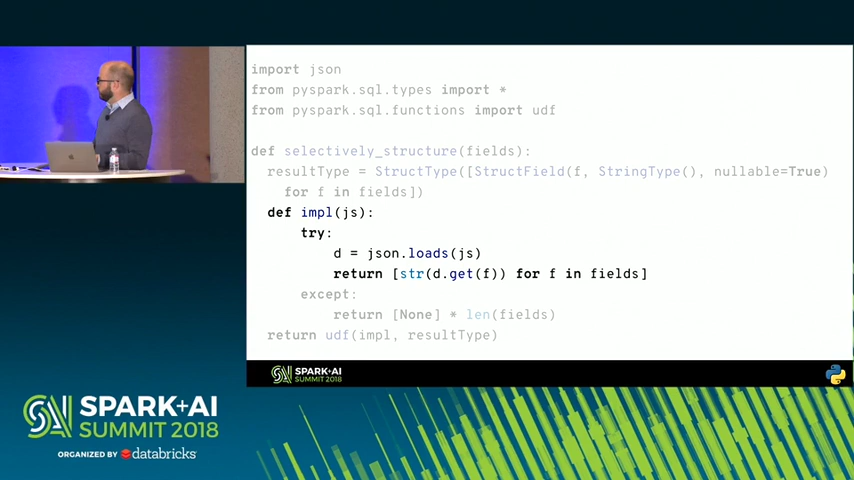 import json
from pyspark.sql.types import *
from pyspark.sql.functions import udf
def selectively_structure(fields):
resultType = StructType([StructField(f, StringType(), nullable=True)
for f in fields])
def impl(js):
try:
d = json.loads(js)
return [str(d.get(f)) for f in fields]
except:
return [None] * len(fields)
return udf(impl, resultType)
SPARK+AI
SUMMIT 2018
SPARK+AI
SUMMIT 2018
ORGANIZED BY databricks